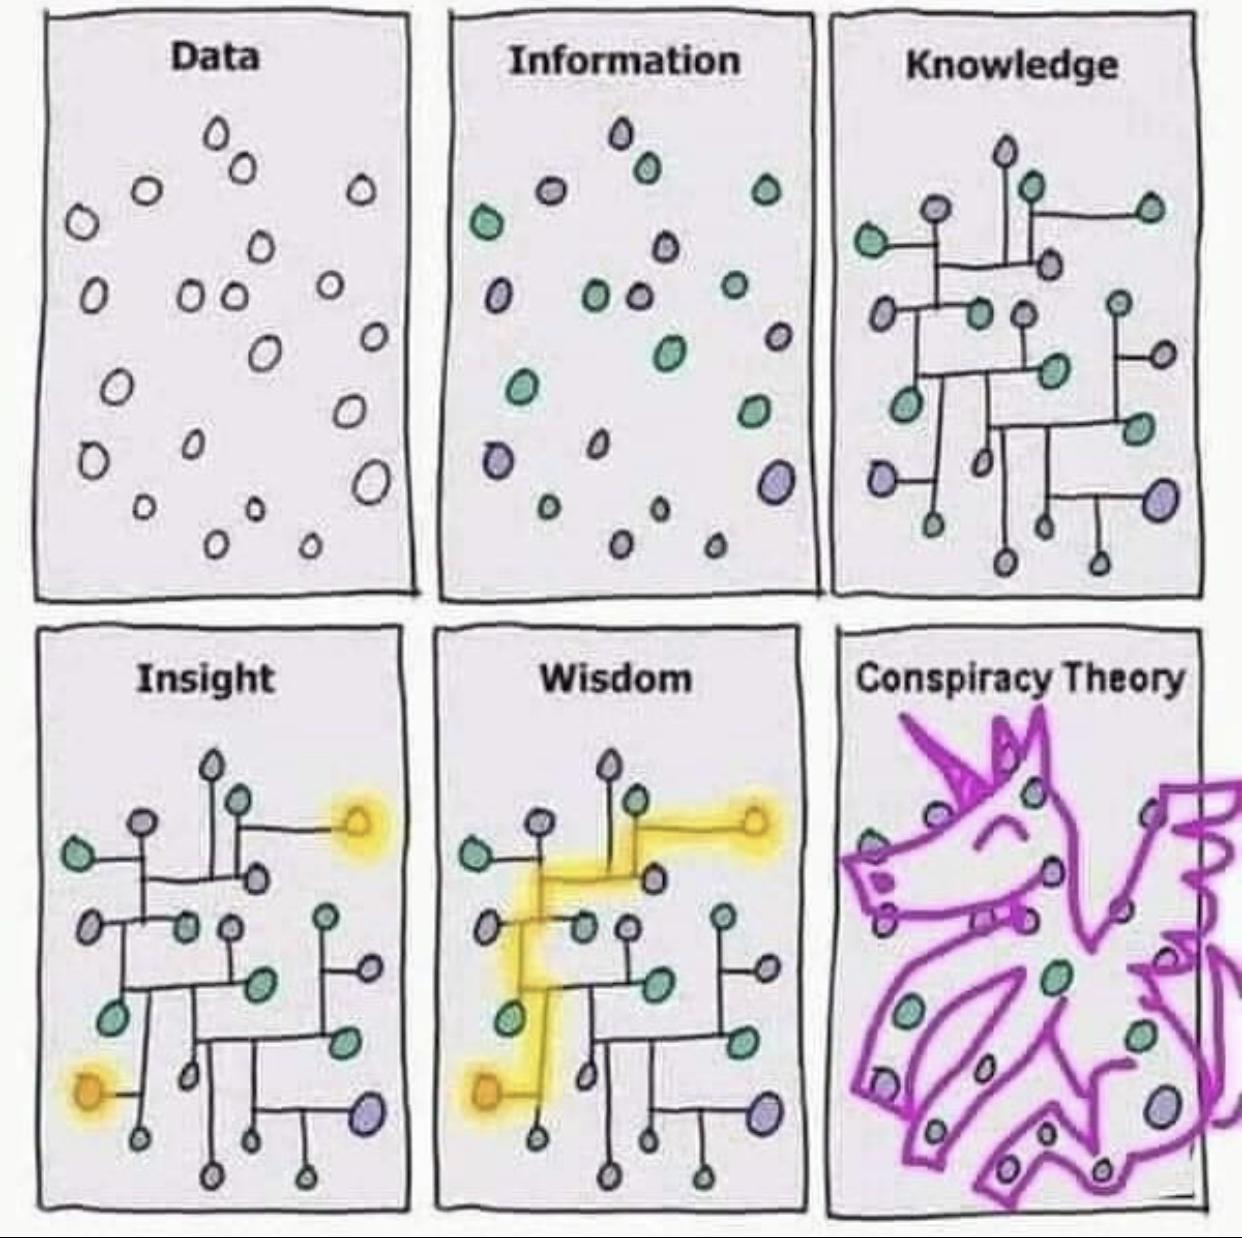 Data
Information
Knowledge
Insight
Wisdom
Conspiracy Theory